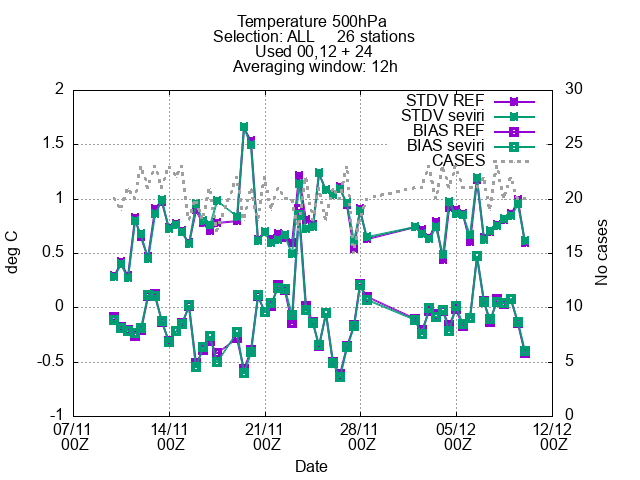 Temperature 500hPa
Selection: ALL 26 stations
Used 00,12 + 24
Averaging window: 12h
2
1.5
1
0.5
0
-0.5
-1
30
25
20
15
10
5
0
STDV REF
STDV seviri
BIAS REF
BIAS seviri
CASES
deg C
No cases
07/11 14/11 21/11 28/11 05/12 12/12
00Z 00Z 00Z 00Z 00Z 00Z
Date